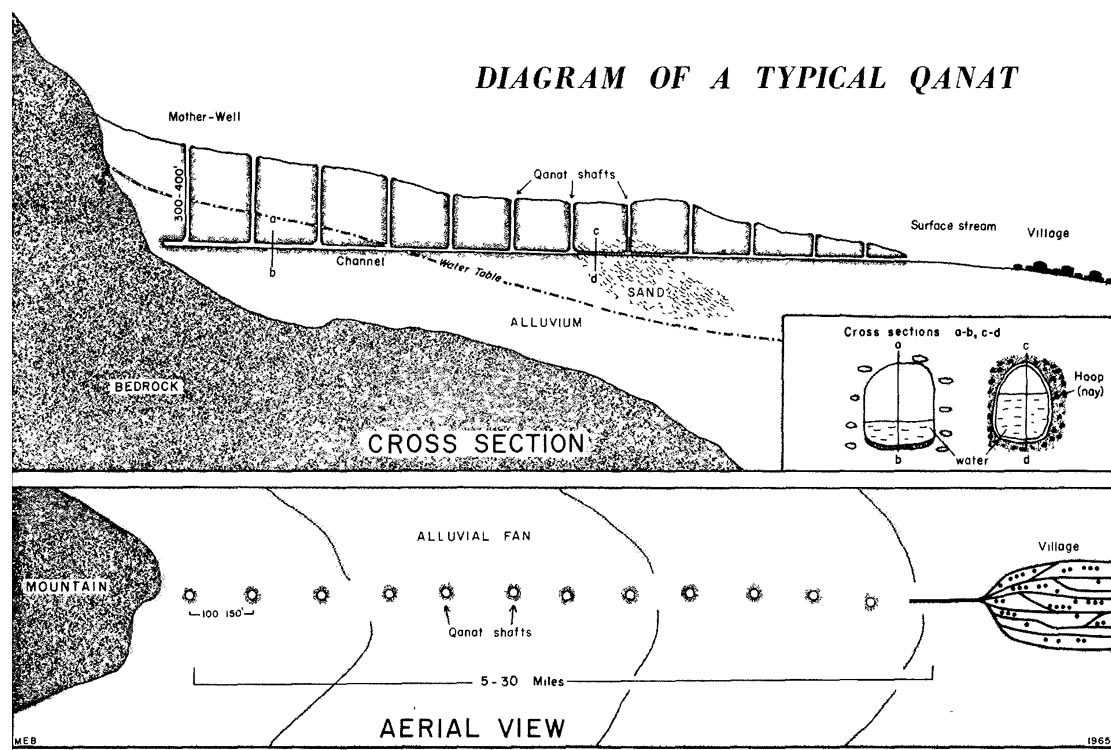 DIAGRAM OF A TYPICAL QANAT
Mother-Well
300-400'
Qanat shafts
Surface stream
Village
a
b
c
d
Channel
Water Table
SAND
ALLUVIUM
BEDROCK
CROSS SECTION
Cross sections a-b, c-d
a
c
Hoop
(nay)
b
water
d
ALLUVIAL FAN
Village
MOUNTAIN
100 150'
Qanat shafts
5-30 Miles
AERIAL VIEW
MEB
1965